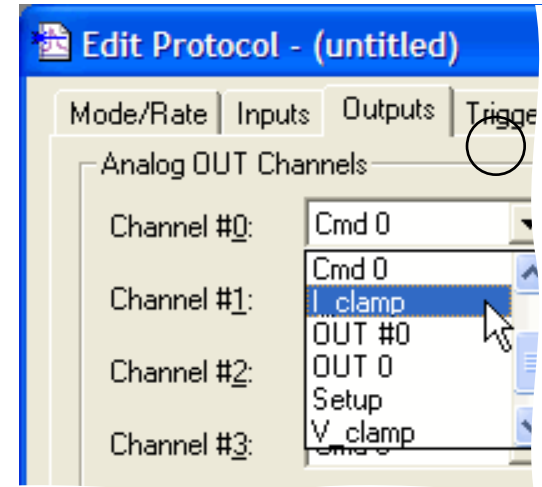 Edit Protocol - (untitled)
Mode/Rate Inputs Outputs
Analog OUT Channels
Channel #0: Cmd 0
Cmd 0
Channel #1: I_clamp
OUT #0
Channel #2: OUT 0
Setup
Channel #3: V_clamp